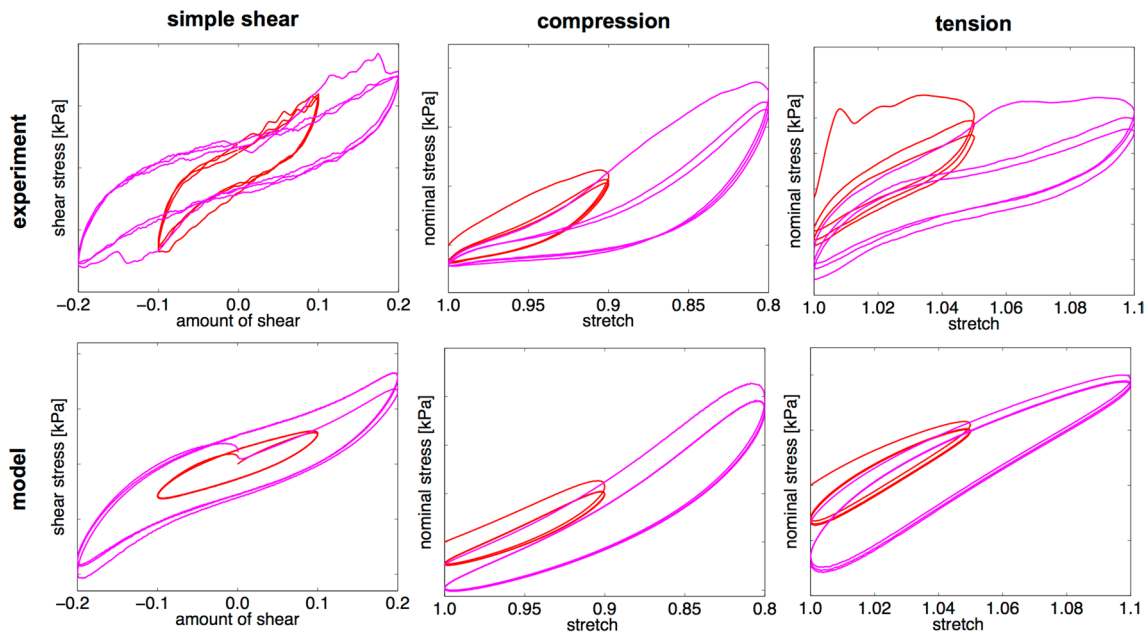 simple shear
compression
tension
experiment
shear stress [kPa]
−0.2 −0.1 0.0 0.1 0.2
amount of shear
nominal stress [kPa]
1.0 0.95 0.9 0.85 0.8
stretch
nominal stress [kPa]
1.0 1.02 1.04 1.06 1.08 1.1
stretch
model
shear stress [kPa]
−0.2 −0.1 0.0 0.1 0.2
amount of shear
nominal stress [kPa]
1.0 0.95 0.9 0.85 0.8
stretch
nominal stress [kPa]
1.0 1.02 1.04 1.06 1.08 1.1
stretch